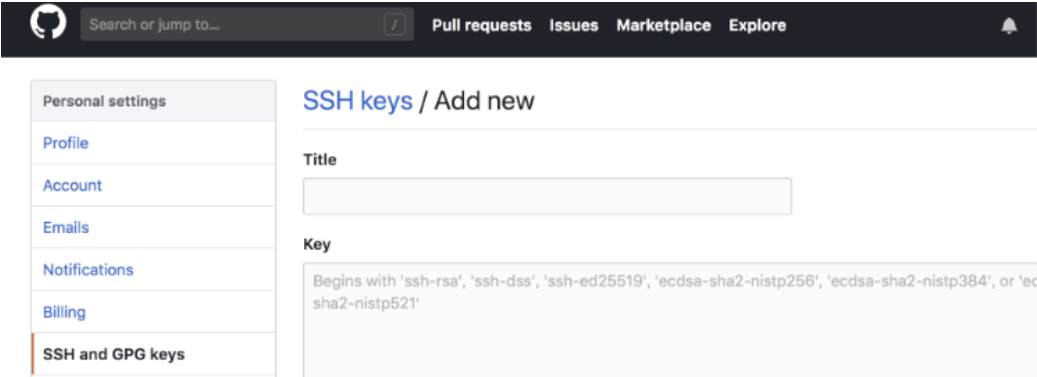 Search or jump to... / Pull requests Issues Marketplace Explore
Personal settings
Profile
Account
Emails
Notifications
Billing
SSH and GPG keys
SSH keys / Add new
Title
Key
Begins with 'ssh-rsa', 'ssh-dss', 'ssh-ed25519', 'ecdsa-sha2-nistp256', 'ecdsa-sha2-nistp384', or 'ec
sha2-nistp521'